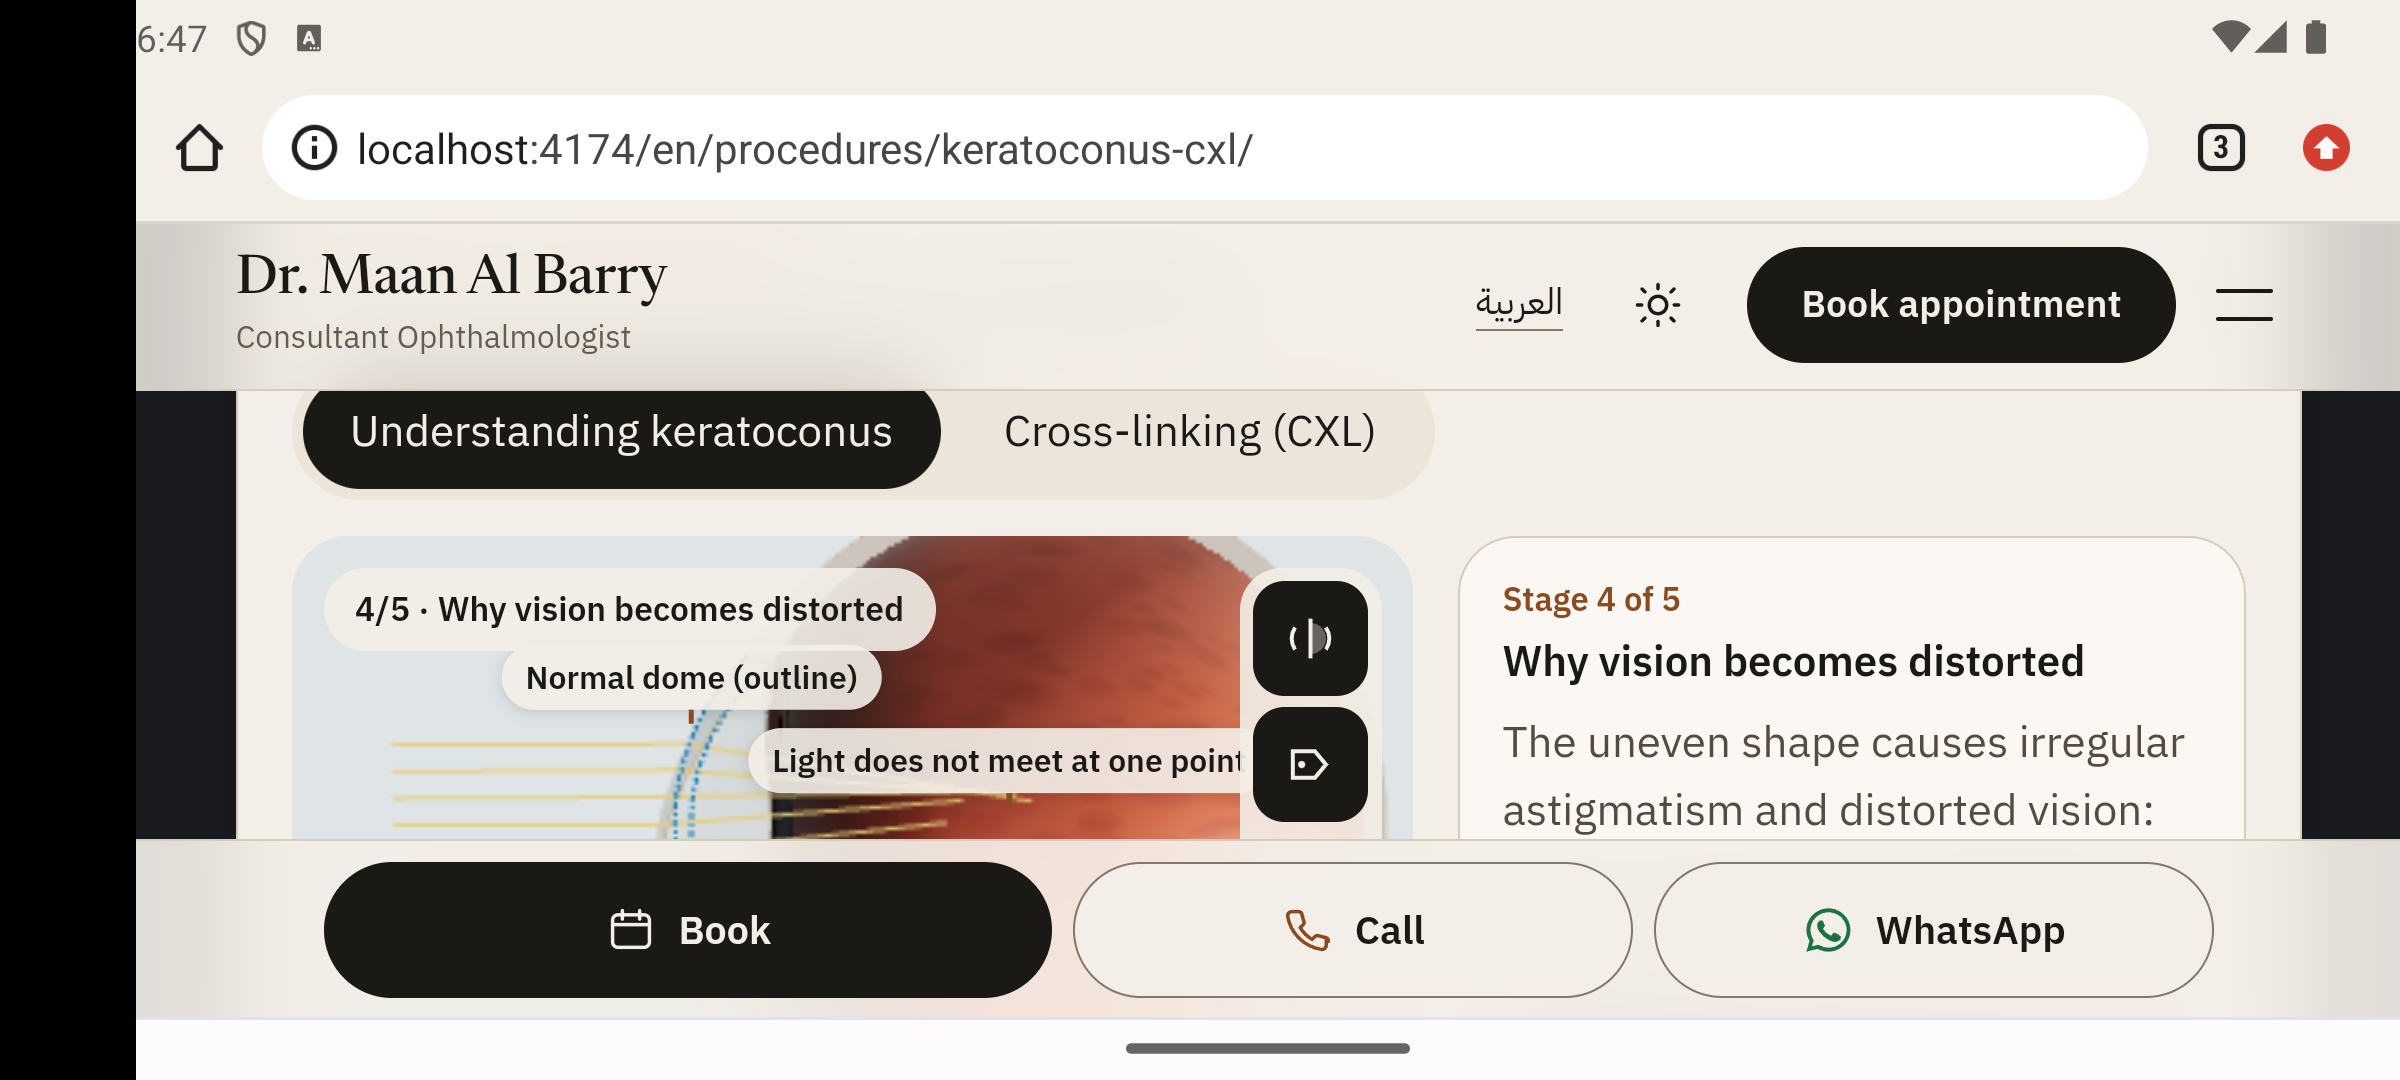 6:47
localhost:4174/en/procedures/keratoconus-cxl/
3
Dr. Maan Al Barry
Consultant Ophthalmologist
العربية
Book appointment
Understanding keratoconus
Cross-linking (CXL)
4/5 · Why vision becomes distorted
Normal dome (outline)
Light does not meet at one point
Stage 4 of 5
Why vision becomes distorted
The uneven shape causes irregular
astigmatism and distorted vision:
Book
Call
WhatsApp